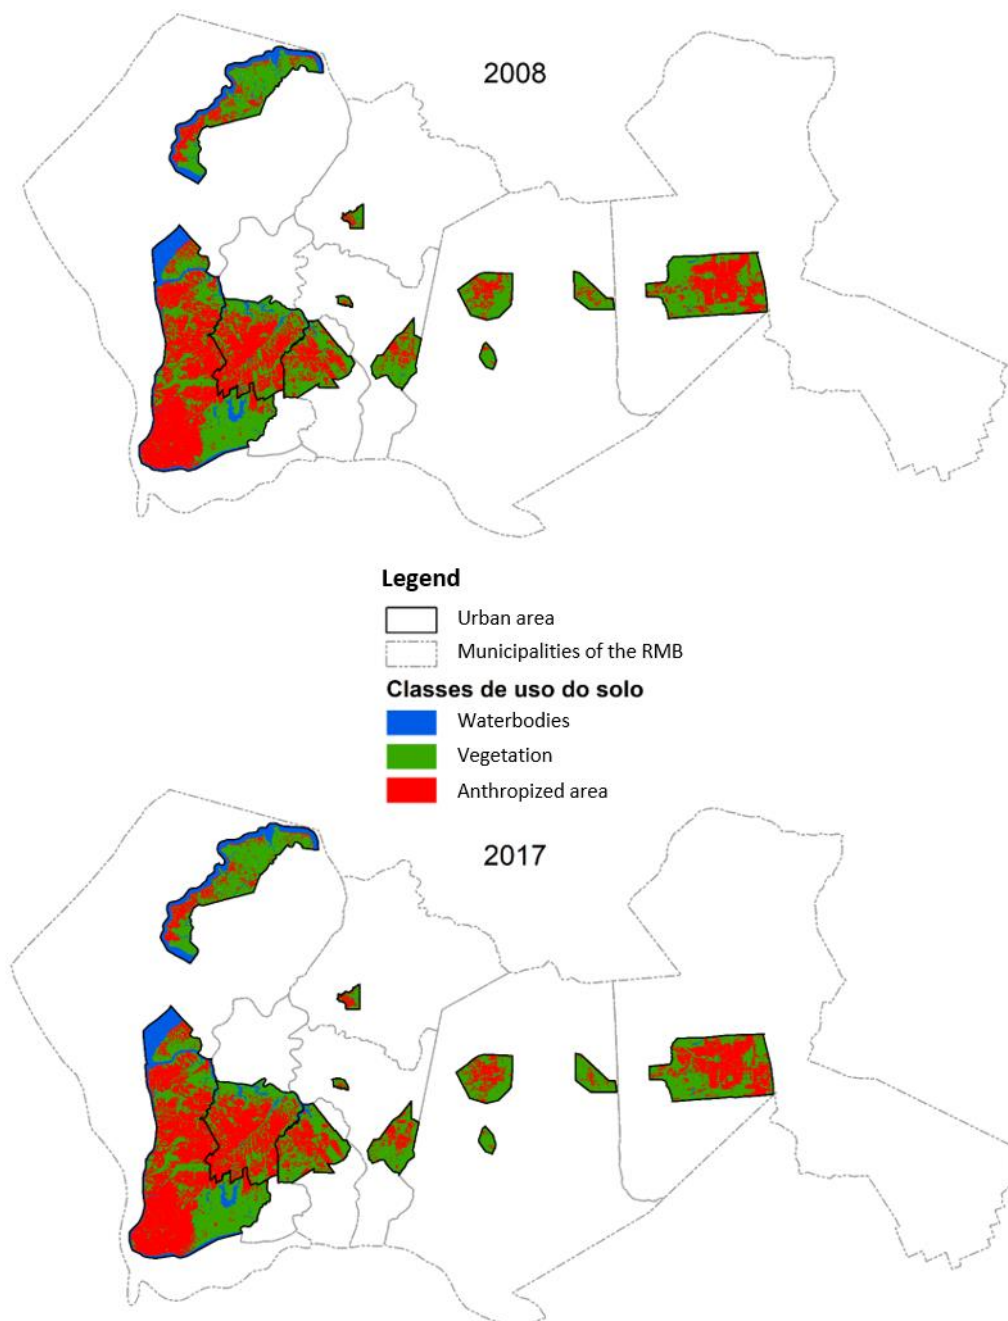 2008
Legend
Urban area
Municipalities of the RMB
Classes de uso do solo
Waterbodies
Vegetation
Anthropized area
2017